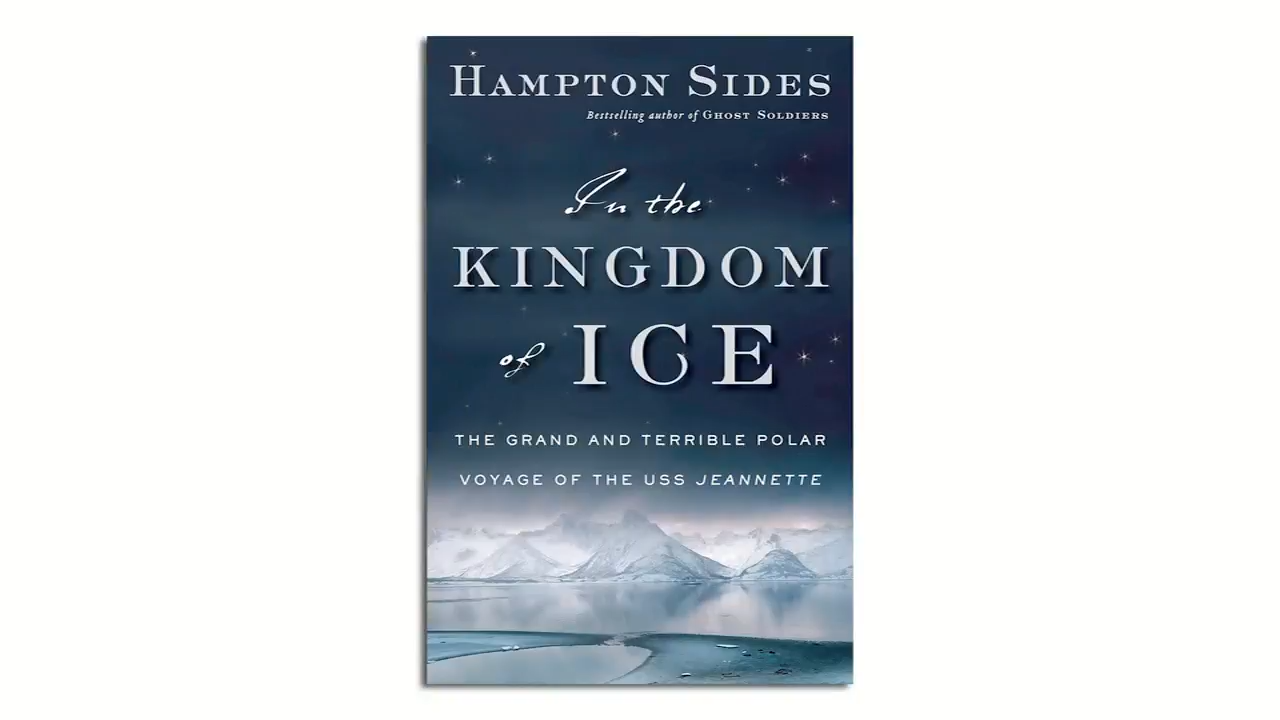 HAMPTON SIDES
Bestselling author of GHOST SOLDIERS
In the
KINGDOM
of ICE
THE GRAND AND TERRIBLE POLAR
VOYAGE OF THE USS JEANNETTE